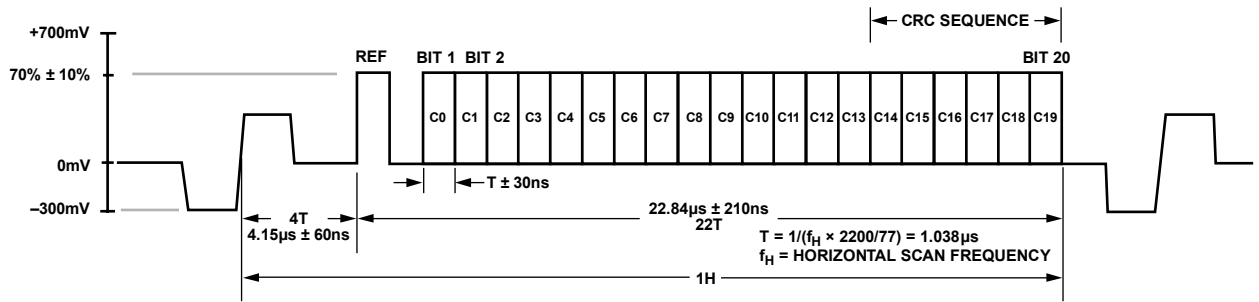 CRC SEQUENCE
+700mV
REF
BIT 1 BIT 2
BIT 20
70% ± 10%
C0 C1 C2 C3 C4 C5 C6 C7 C8 C9 C10 C11 C12 C13 C14 C15 C16 C17 C18 C19
0mV
T ± 30ns
–300mV
4T
4.15µs ± 60ns
22.84µs ± 210ns
22T
T = 1/(fH × 2200/77) = 1.038µs
fH = HORIZONTAL SCAN FREQUENCY
1H